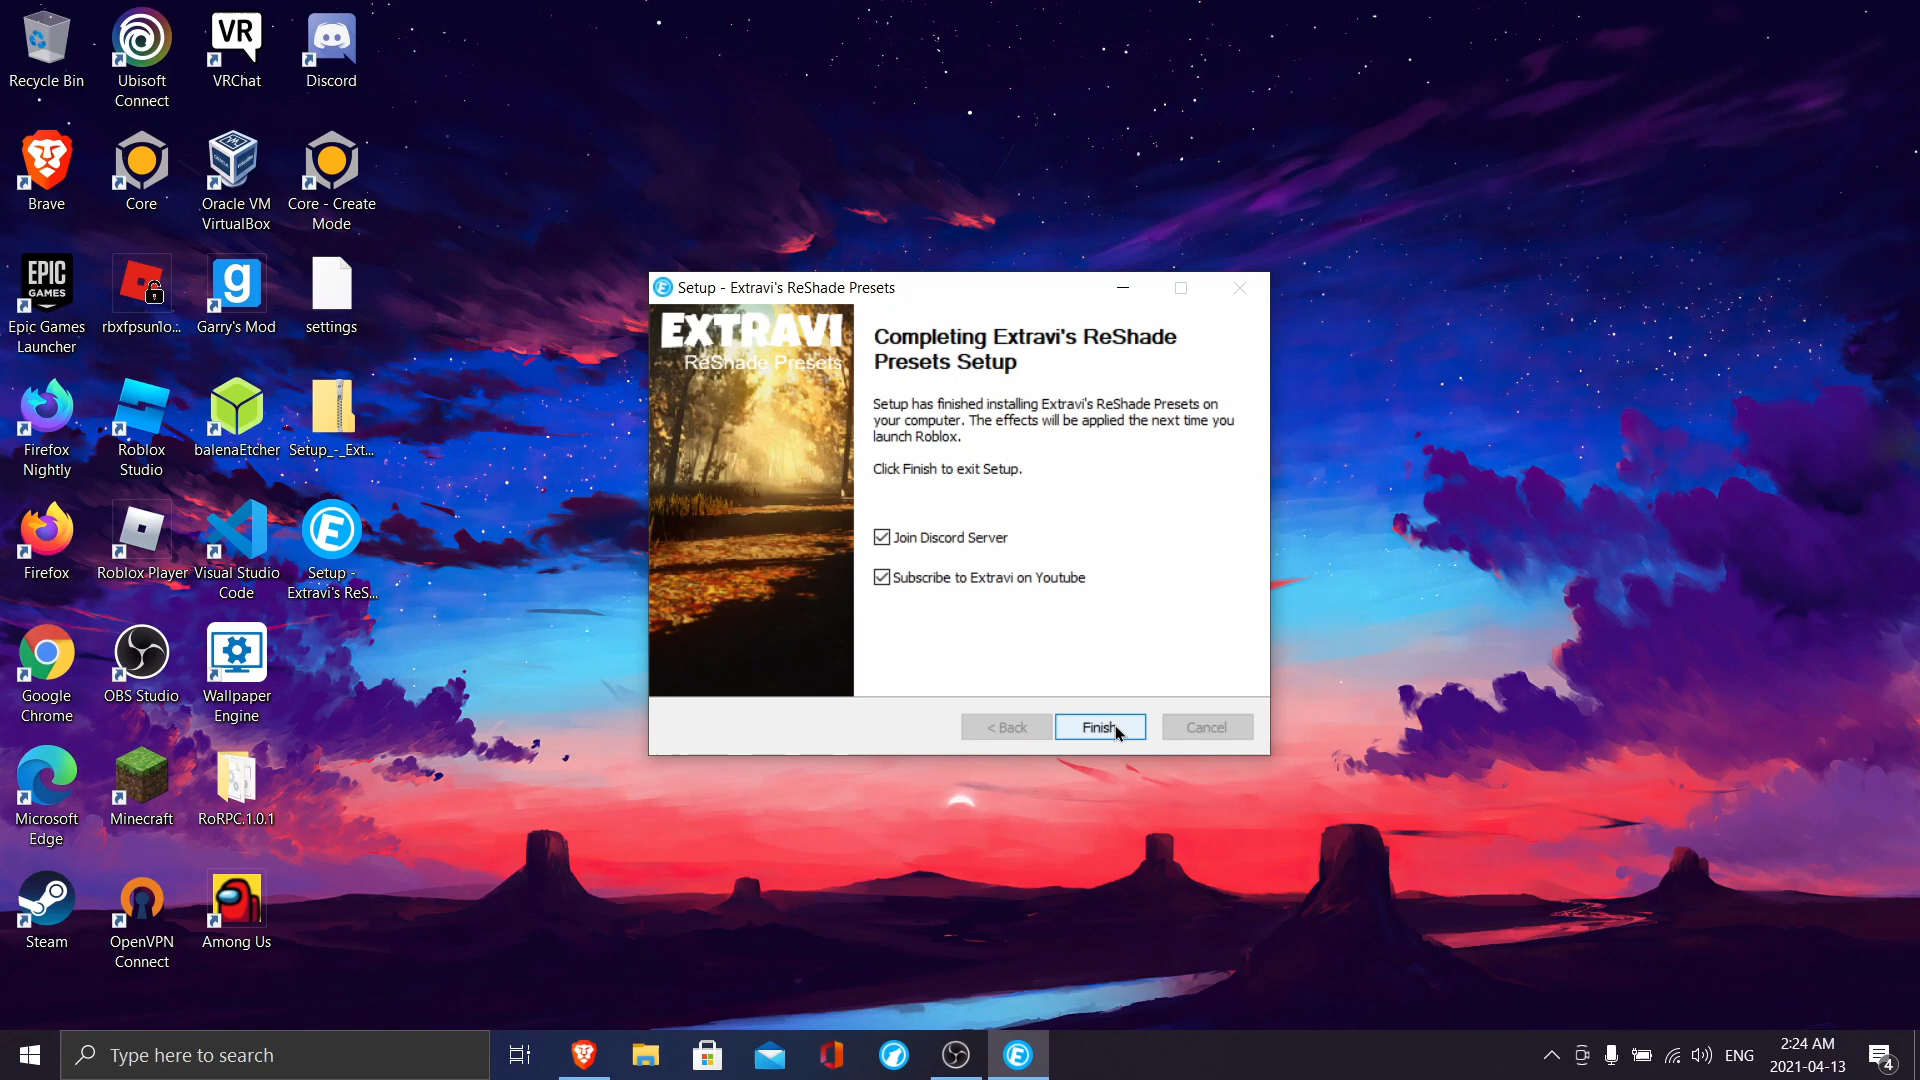 Recycle Bin
Ubisoft
Connect
VR
VRChat
Discord
Brave
Core
Oracle VM
VirtualBox
Core - Create
Mode
EPIC
GAMES
Epic Games
Launcher
rbxfpsunlo...
g
Garry's Mod
settings
Firefox
Nightly
Roblox
Studio
balenaEtcher
Setup_-_Ext...
Firefox
Roblox Player
Visual Studio
Code
Setup -
Extravi's ReS...
Google
Chrome
OBS Studio
Wallpaper
Engine
Microsoft
Edge
Minecraft
RoRPC.1.0.1
Steam
OpenVPN
Connect
Among Us
Setup - Extravi's ReShade Presets
EXTRAVI
ReShade Presets
Completing Extravi's ReShade
Presets Setup
Setup has finished installing Extravi's ReShade Presets on
your computer. The effects will be applied the next time you
launch Roblox.
Click Finish to exit Setup.
Join Discord Server
Subscribe to Extravi on Youtube
< Back
Finish
Cancel
Type here to search
ENG
2:24 AM
2021-04-13
4